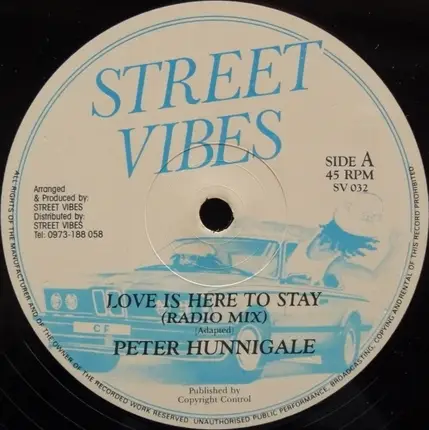 STREET
VIBES
SIDE A
45 RPM
SV 032
Arranged
& Produced by:
STREET VIBES
Distributed by:
STREET VIBES
Tel: 0973-188 058
LOVE IS HERE TO STAY
(RADIO MIX)
(Adapted)
PETER HUNNIGALE
CF
Published by
Copyright Control
ALL RIGHTS OF THE MANUFACTURER AND OF THE OWNER OF THE RECORDED WORK RESERVED. UNAUTHORISED PUBLIC PERFORMANCE, BROADCASTING, COPYING AND RENTAL OF THIS RECORD PROHIBITED